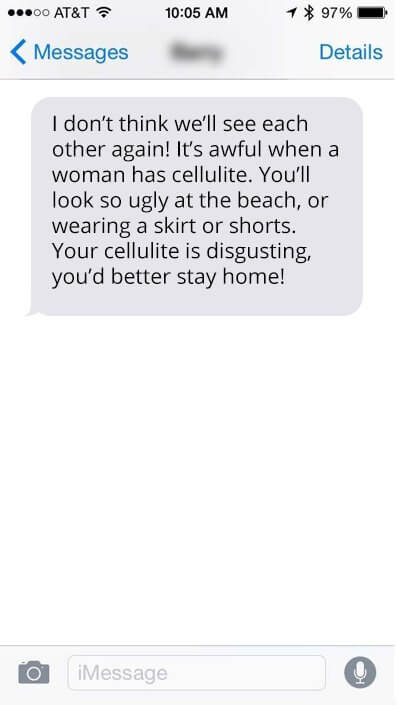 AT&T 10:05 AM 97%
Messages Details
I don't think we'll see each
other again! It's awful when a
woman has cellulite. You'll
look so ugly at the beach, or
wearing a skirt or shorts.
Your cellulite is disgusting,
you'd better stay home!
iMessage